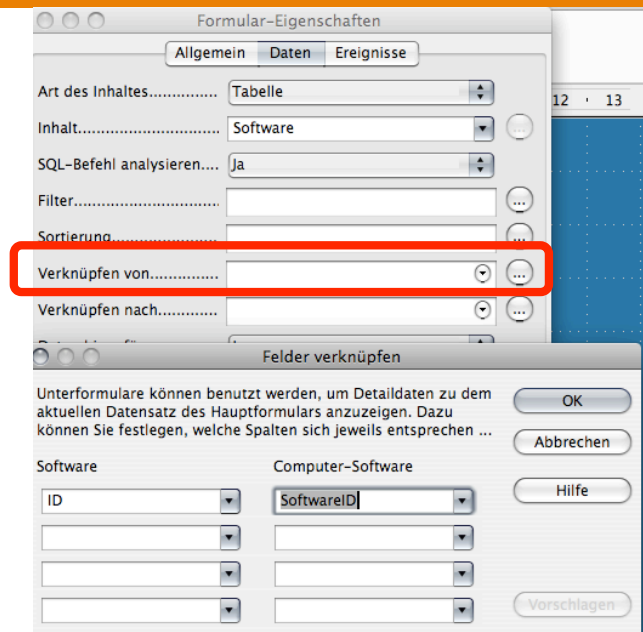 Formular-Eigenschaften
Allgemein Daten Ereignisse
Art des Inhaltes............... Tabelle
12 13
Inhalt............................... Software ...
SQL-Befehl analysieren.... Ja
Filter................................ ...
Sortierung....................... ...
Verknüpfen von............... ...
Verknüpfen nach............. ...
Felder verknüpfen
Unterformulare können benutzt werden, um Detaildaten zu dem
aktuellen Datensatz des Hauptformulars anzuzeigen. Dazu
können Sie festlegen, welche Spalten sich jeweils entsprechen ...
OK
Abbrechen
Hilfe
Software Computer-Software
ID SoftwareID
Vorschlagen